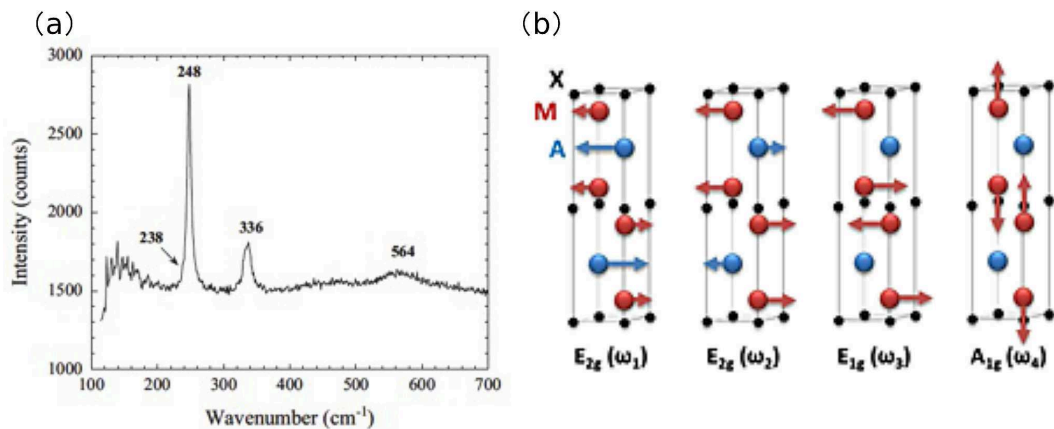 (a)
3000
2500
2000
1500
1000
Intensity (counts)
248
238
336
564
100 200 300 400 500 600 700
Wavenumber (cm⁻¹)
(b)
X
M
A
E₂g (ω₁) E₂g (ω₂) E₁g (ω₃) A₁g (ω₄)